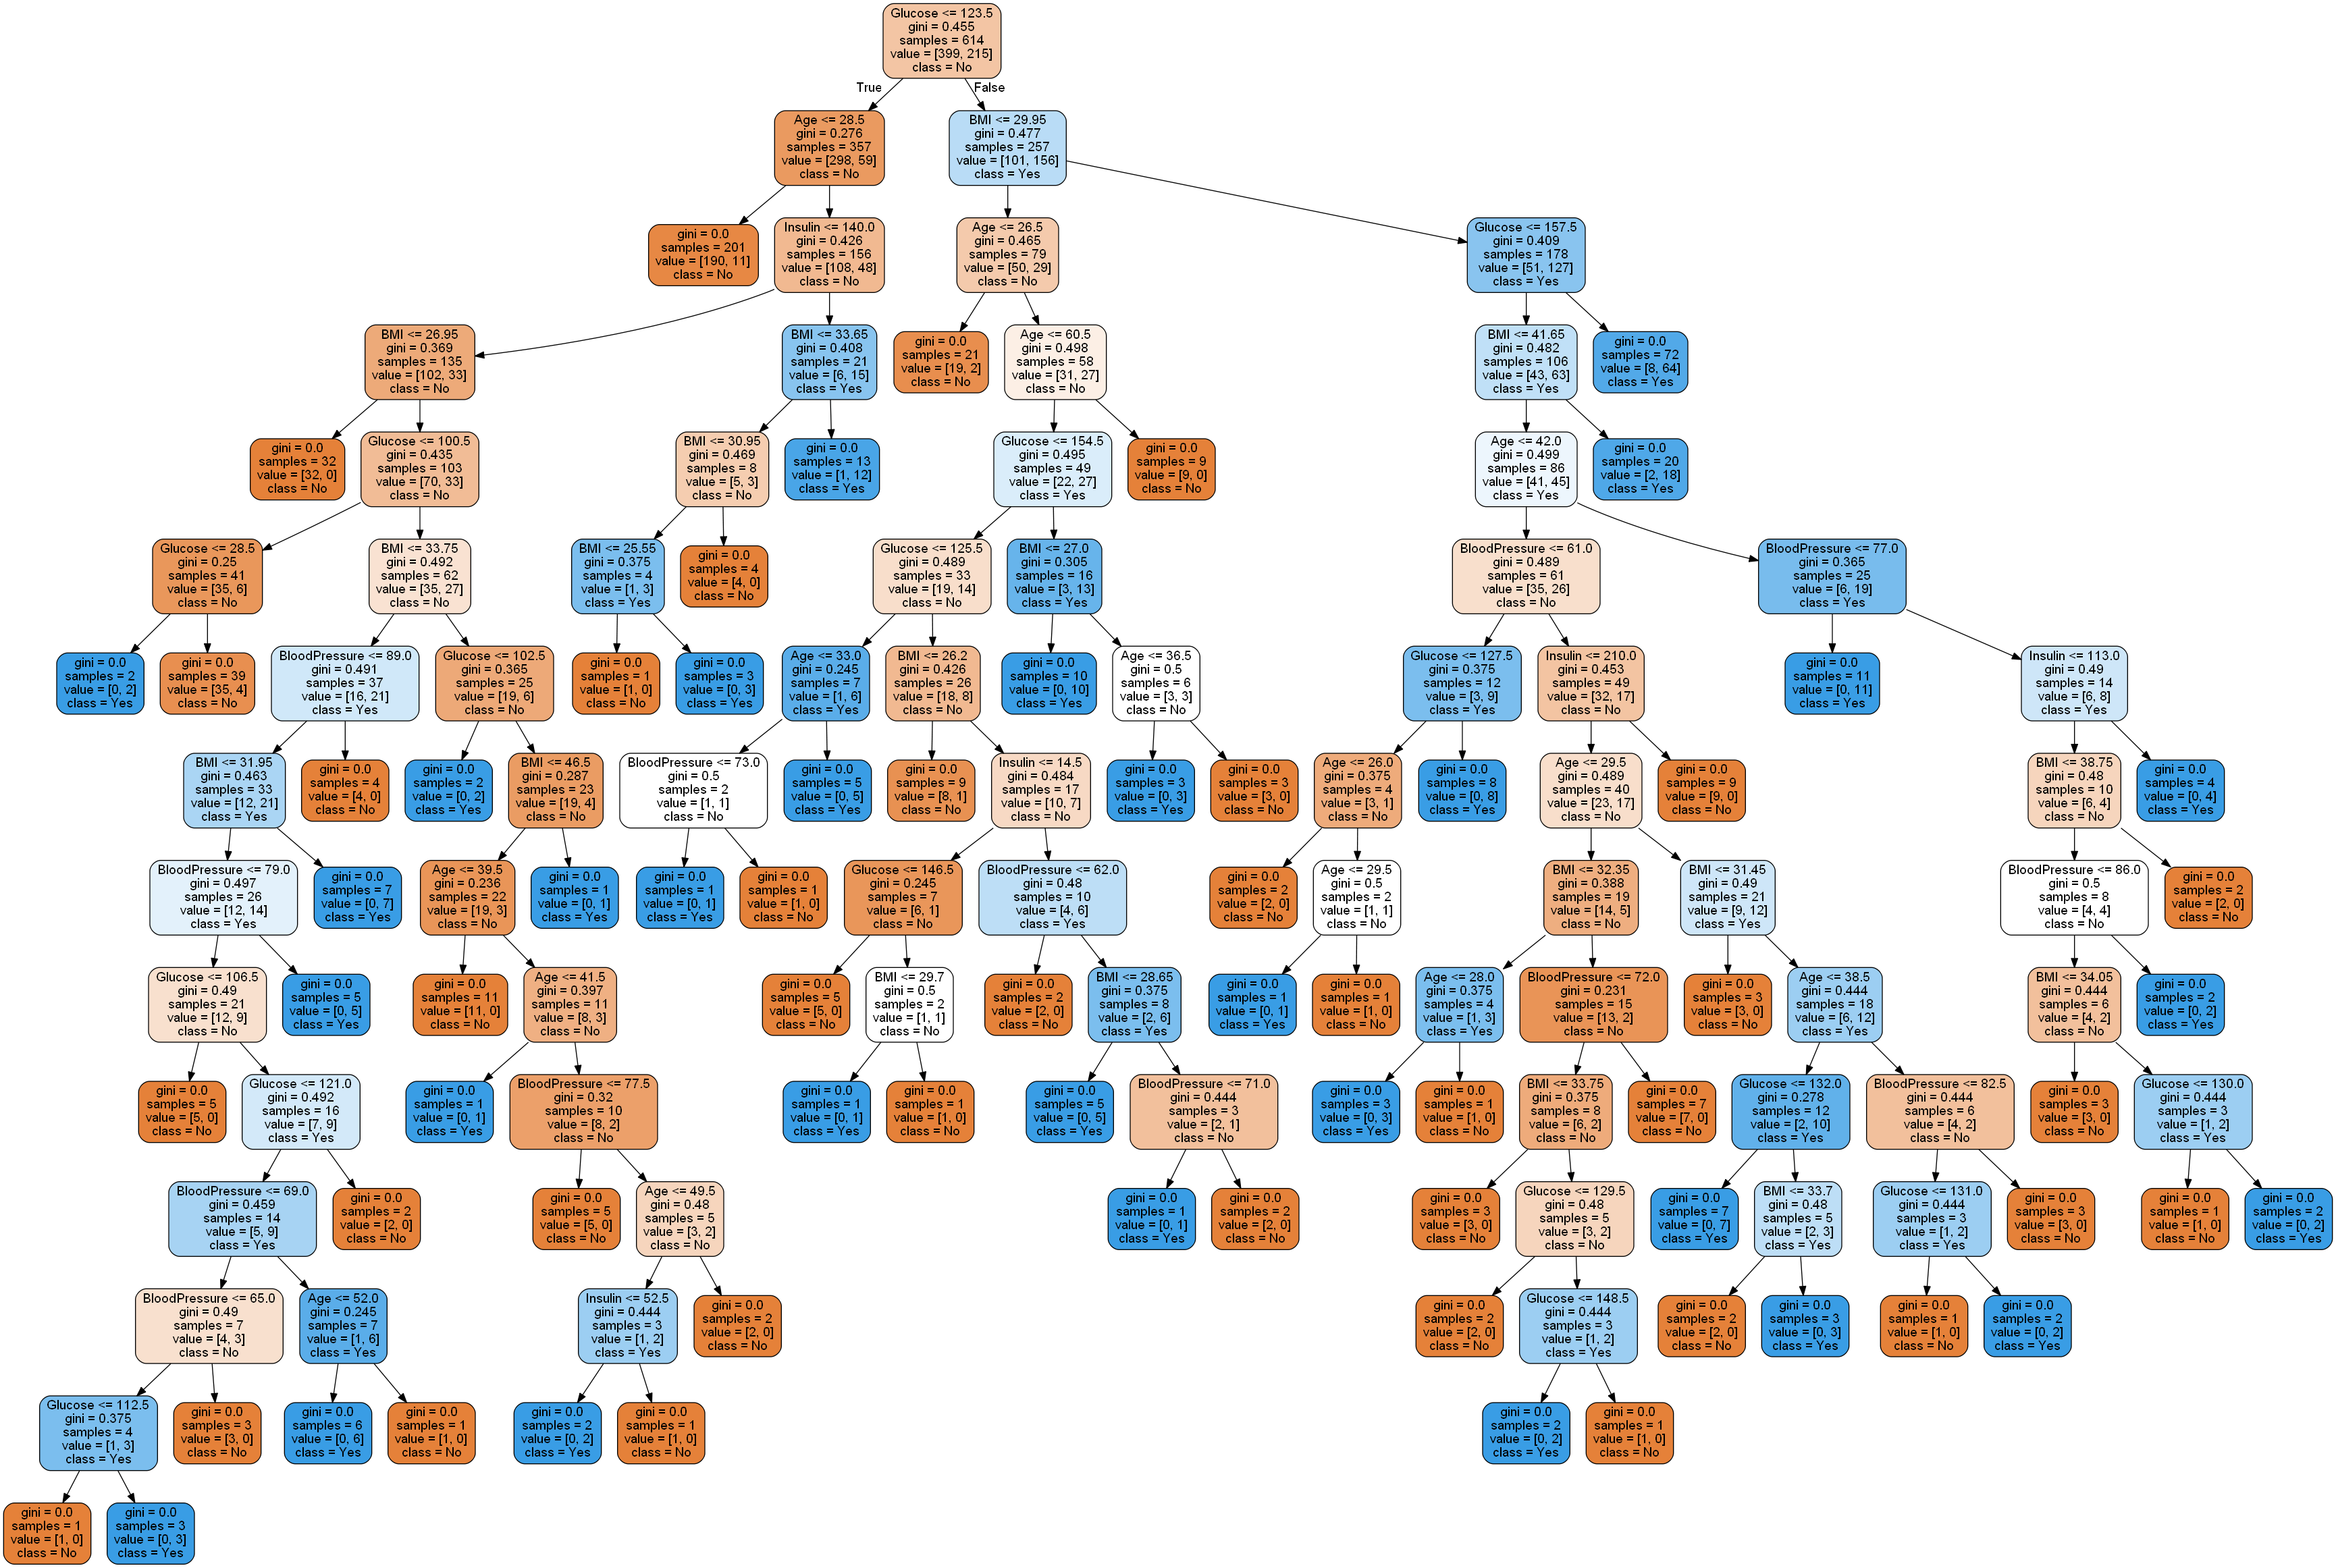 Glucose <= 123.5
gini = 0.455
samples = 614
value = [399, 215]
class = No
True
False
Age <= 28.5
gini = 0.276
samples = 357
value = [298, 59]
class = No
BMI <= 29.95
gini = 0.477
samples = 257
value = [101, 156]
class = Yes
gini = 0.0
samples = 201
value = [190, 11]
class = No
Insulin <= 140.0
gini = 0.426
samples = 156
value = [108, 48]
class = No
Age <= 26.5
gini = 0.465
samples = 79
value = [50, 29]
class = No
Glucose <= 157.5
gini = 0.409
samples = 178
value = [51, 127]
class = Yes
BMI <= 26.95
gini = 0.369
samples = 135
value = [102, 33]
class = No
BMI <= 33.65
gini = 0.408
samples = 21
value = [6, 15]
class = Yes
gini = 0.0
samples = 21
value = [19, 2]
class = No
Age <= 60.5
gini = 0.498
samples = 58
value = [31, 27]
class = No
BMI <= 41.65
gini = 0.482
samples = 106
value = [43, 63]
class = Yes
gini = 0.0
samples = 72
value = [8, 64]
class = Yes
gini = 0.0
samples = 32
value = [32, 0]
class = No
Glucose <= 100.5
gini = 0.435
samples = 103
value = [70, 33]
class = No
BMI <= 30.95
gini = 0.469
samples = 8
value = [5, 3]
class = No
gini = 0.0
samples = 13
value = [1, 12]
class = Yes
Glucose <= 154.5
gini = 0.495
samples = 49
value = [22, 27]
class = Yes
gini = 0.0
samples = 9
value = [9, 0]
class = No
Age <= 42.0
gini = 0.499
samples = 86
value = [41, 45]
class = Yes
gini = 0.0
samples = 20
value = [2, 18]
class = Yes
Glucose <= 28.5
gini = 0.25
samples = 41
value = [35, 6]
class = No
BMI <= 33.75
gini = 0.492
samples = 62
value = [35, 27]
class = No
BMI <= 25.55
gini = 0.375
samples = 4
value = [1, 3]
class = Yes
gini = 0.0
samples = 4
value = [4, 0]
class = No
Glucose <= 125.5
gini = 0.489
samples = 33
value = [19, 14]
class = No
BMI <= 27.0
gini = 0.305
samples = 16
value = [3, 13]
class = Yes
BloodPressure <= 61.0
gini = 0.489
samples = 61
value = [35, 26]
class = No
BloodPressure <= 77.0
gini = 0.365
samples = 25
value = [6, 19]
class = Yes
gini = 0.0
samples = 2
value = [0, 2]
class = Yes
gini = 0.0
samples = 39
value = [35, 4]
class = No
BloodPressure <= 89.0
gini = 0.491
samples = 37
value = [16, 21]
class = Yes
Glucose <= 102.5
gini = 0.365
samples = 25
value = [19, 6]
class = No
gini = 0.0
samples = 1
value = [1, 0]
class = No
gini = 0.0
samples = 3
value = [0, 3]
class = Yes
Age <= 33.0
gini = 0.245
samples = 7
value = [1, 6]
class = Yes
BMI <= 26.2
gini = 0.426
samples = 26
value = [18, 8]
class = No
gini = 0.0
samples = 10
value = [0, 10]
class = Yes
Age <= 36.5
gini = 0.5
samples = 6
value = [3, 3]
class = No
Glucose <= 127.5
gini = 0.375
samples = 12
value = [3, 9]
class = Yes
Insulin <= 210.0
gini = 0.453
samples = 49
value = [32, 17]
class = No
gini = 0.0
samples = 11
value = [0, 11]
class = Yes
Insulin <= 113.0
gini = 0.49
samples = 14
value = [6, 8]
class = Yes
BMI <= 31.95
gini = 0.463
samples = 33
value = [12, 21]
class = Yes
gini = 0.0
samples = 4
value = [4, 0]
class = No
gini = 0.0
samples = 2
value = [0, 2]
class = Yes
BMI <= 46.5
gini = 0.287
samples = 23
value = [19, 4]
class = No
BloodPressure <= 73.0
gini = 0.5
samples = 2
value = [1, 1]
class = No
gini = 0.0
samples = 5
value = [0, 5]
class = Yes
gini = 0.0
samples = 9
value = [8, 1]
class = No
Insulin <= 14.5
gini = 0.484
samples = 17
value = [10, 7]
class = No
gini = 0.0
samples = 3
value = [0, 3]
class = Yes
gini = 0.0
samples = 3
value = [3, 0]
class = No
Age <= 26.0
gini = 0.375
samples = 4
value = [3, 1]
class = No
gini = 0.0
samples = 8
value = [0, 8]
class = Yes
Age <= 29.5
gini = 0.489
samples = 40
value = [23, 17]
class = No
gini = 0.0
samples = 9
value = [9, 0]
class = No
BMI <= 38.75
gini = 0.48
samples = 10
value = [6, 4]
class = No
gini = 0.0
samples = 4
value = [0, 4]
class = Yes
BloodPressure <= 79.0
gini = 0.497
samples = 26
value = [12, 14]
class = Yes
gini = 0.0
samples = 7
value = [0, 7]
class = Yes
Age <= 39.5
gini = 0.236
samples = 22
value = [19, 3]
class = No
gini = 0.0
samples = 1
value = [0, 1]
class = Yes
gini = 0.0
samples = 1
value = [0, 1]
class = Yes
gini = 0.0
samples = 1
value = [1, 0]
class = No
Glucose <= 146.5
gini = 0.245
samples = 7
value = [6, 1]
class = No
BloodPressure <= 62.0
gini = 0.48
samples = 10
value = [4, 6]
class = Yes
gini = 0.0
samples = 2
value = [2, 0]
class = No
Age <= 29.5
gini = 0.5
samples = 2
value = [1, 1]
class = No
BMI <= 32.35
gini = 0.388
samples = 19
value = [14, 5]
class = No
BMI <= 31.45
gini = 0.49
samples = 21
value = [9, 12]
class = Yes
BloodPressure <= 86.0
gini = 0.5
samples = 8
value = [4, 4]
class = No
gini = 0.0
samples = 2
value = [2, 0]
class = No
Glucose <= 106.5
gini = 0.49
samples = 21
value = [12, 9]
class = No
gini = 0.0
samples = 5
value = [0, 5]
class = Yes
gini = 0.0
samples = 11
value = [11, 0]
class = No
Age <= 41.5
gini = 0.397
samples = 11
value = [8, 3]
class = No
gini = 0.0
samples = 5
value = [5, 0]
class = No
BMI <= 29.7
gini = 0.5
samples = 2
value = [1, 1]
class = No
gini = 0.0
samples = 2
value = [2, 0]
class = No
BMI <= 28.65
gini = 0.375
samples = 8
value = [2, 6]
class = Yes
gini = 0.0
samples = 1
value = [0, 1]
class = Yes
gini = 0.0
samples = 1
value = [1, 0]
class = No
Age <= 28.0
gini = 0.375
samples = 4
value = [1, 3]
class = Yes
BloodPressure <= 72.0
gini = 0.231
samples = 15
value = [13, 2]
class = No
gini = 0.0
samples = 3
value = [3, 0]
class = No
Age <= 38.5
gini = 0.444
samples = 18
value = [6, 12]
class = Yes
BMI <= 34.05
gini = 0.444
samples = 6
value = [4, 2]
class = No
gini = 0.0
samples = 2
value = [0, 2]
class = Yes
gini = 0.0
samples = 5
value = [5, 0]
class = No
Glucose <= 121.0
gini = 0.492
samples = 16
value = [7, 9]
class = Yes
gini = 0.0
samples = 1
value = [0, 1]
class = Yes
BloodPressure <= 77.5
gini = 0.32
samples = 10
value = [8, 2]
class = No
gini = 0.0
samples = 1
value = [0, 1]
class = Yes
gini = 0.0
samples = 1
value = [1, 0]
class = No
gini = 0.0
samples = 5
value = [0, 5]
class = Yes
BloodPressure <= 71.0
gini = 0.444
samples = 3
value = [2, 1]
class = No
gini = 0.0
samples = 3
value = [0, 3]
class = Yes
gini = 0.0
samples = 1
value = [1, 0]
class = No
BMI <= 33.75
gini = 0.375
samples = 8
value = [6, 2]
class = No
gini = 0.0
samples = 7
value = [7, 0]
class = No
Glucose <= 132.0
gini = 0.278
samples = 12
value = [2, 10]
class = Yes
BloodPressure <= 82.5
gini = 0.444
samples = 6
value = [4, 2]
class = No
gini = 0.0
samples = 3
value = [3, 0]
class = No
Glucose <= 130.0
gini = 0.444
samples = 3
value = [1, 2]
class = Yes
BloodPressure <= 69.0
gini = 0.459
samples = 14
value = [5, 9]
class = Yes
gini = 0.0
samples = 2
value = [2, 0]
class = No
gini = 0.0
samples = 5
value = [5, 0]
class = No
Age <= 49.5
gini = 0.48
samples = 5
value = [3, 2]
class = No
gini = 0.0
samples = 1
value = [0, 1]
class = Yes
gini = 0.0
samples = 2
value = [2, 0]
class = No
gini = 0.0
samples = 3
value = [3, 0]
class = No
Glucose <= 129.5
gini = 0.48
samples = 5
value = [3, 2]
class = No
gini = 0.0
samples = 7
value = [0, 7]
class = Yes
BMI <= 33.7
gini = 0.48
samples = 5
value = [2, 3]
class = Yes
Glucose <= 131.0
gini = 0.444
samples = 3
value = [1, 2]
class = Yes
gini = 0.0
samples = 3
value = [3, 0]
class = No
gini = 0.0
samples = 1
value = [1, 0]
class = No
gini = 0.0
samples = 2
value = [0, 2]
class = Yes
BloodPressure <= 65.0
gini = 0.49
samples = 7
value = [4, 3]
class = No
Age <= 52.0
gini = 0.245
samples = 7
value = [1, 6]
class = Yes
Insulin <= 52.5
gini = 0.444
samples = 3
value = [1, 2]
class = Yes
gini = 0.0
samples = 2
value = [2, 0]
class = No
gini = 0.0
samples = 2
value = [2, 0]
class = No
Glucose <= 148.5
gini = 0.444
samples = 3
value = [1, 2]
class = Yes
gini = 0.0
samples = 2
value = [2, 0]
class = No
gini = 0.0
samples = 3
value = [0, 3]
class = Yes
gini = 0.0
samples = 1
value = [1, 0]
class = No
gini = 0.0
samples = 2
value = [0, 2]
class = Yes
Glucose <= 112.5
gini = 0.375
samples = 4
value = [1, 3]
class = Yes
gini = 0.0
samples = 3
value = [3, 0]
class = No
gini = 0.0
samples = 6
value = [0, 6]
class = Yes
gini = 0.0
samples = 1
value = [1, 0]
class = No
gini = 0.0
samples = 2
value = [0, 2]
class = Yes
gini = 0.0
samples = 1
value = [1, 0]
class = No
gini = 0.0
samples = 2
value = [0, 2]
class = Yes
gini = 0.0
samples = 1
value = [1, 0]
class = No
gini = 0.0
samples = 1
value = [1, 0]
class = No
gini = 0.0
samples = 3
value = [0, 3]
class = Yes